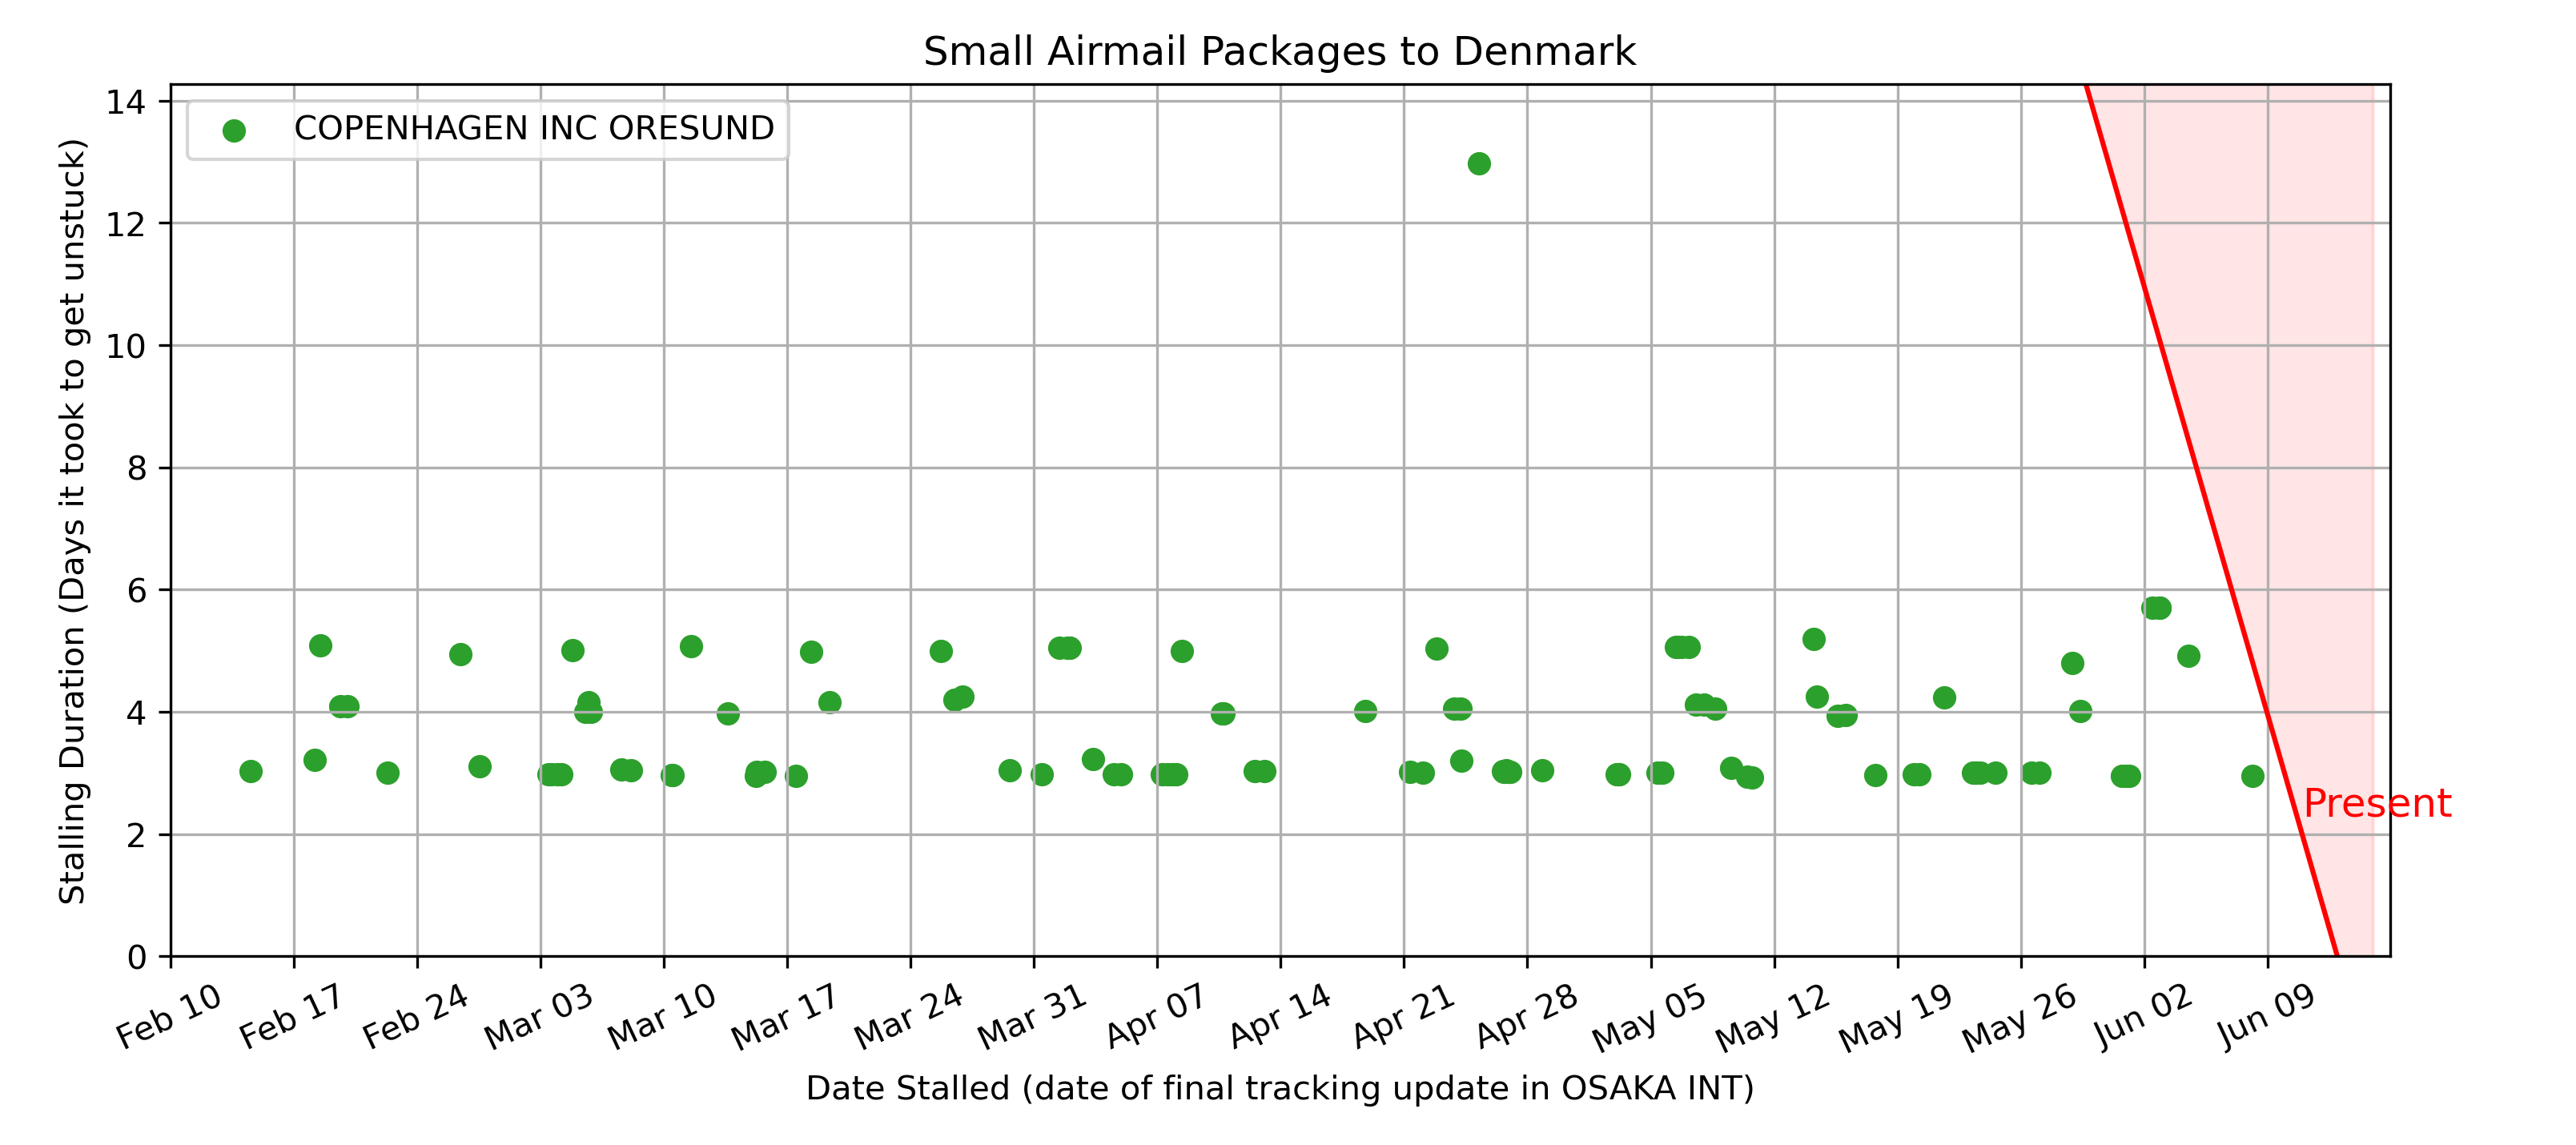 Small Airmail Packages to Denmark
COPENHAGEN INC ORESUND
Stalling Duration (Days it took to get unstuck)
14
12
10
8
6
4
2
0
Present
Feb 10
Feb 17
Feb 24
Mar 03
Mar 10
Mar 17
Mar 24
Mar 31
Apr 07
Apr 14
Apr 21
Apr 28
May 05
May 12
May 19
May 26
Jun 02
Jun 09
Date Stalled (date of final tracking update in OSAKA INT)